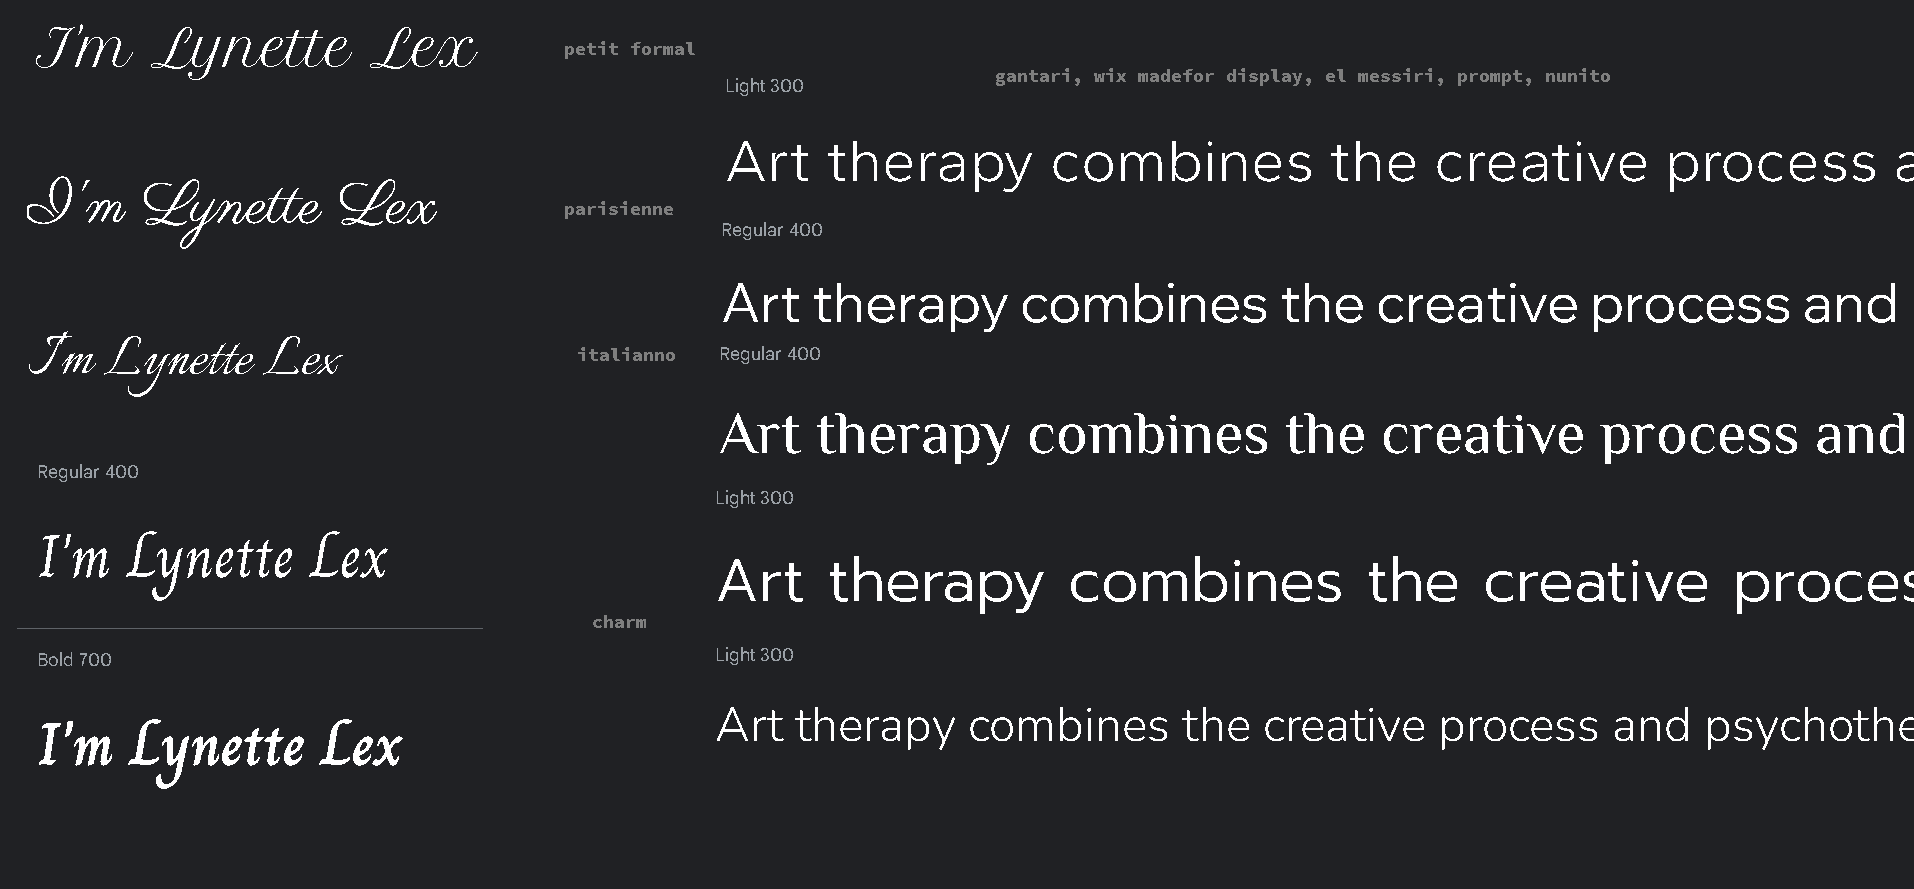 I'm Lynette Lex
petit formal
I'm Lynette Lex
parisienne
I'm Lynette Lex
italianno
Regular 400
I'm Lynette Lex
charm
Bold 700
I'm Lynette Lex
gantari, wix madefor display, el messiri, prompt, nunito
Light 300
Art therapy combines the creative process
Regular 400
Art therapy combines the creative process and
Regular 400
Art therapy combines the creative process and
Light 300
Art therapy combines the creative proces
Light 300
Art therapy combines the creative process and psychothe